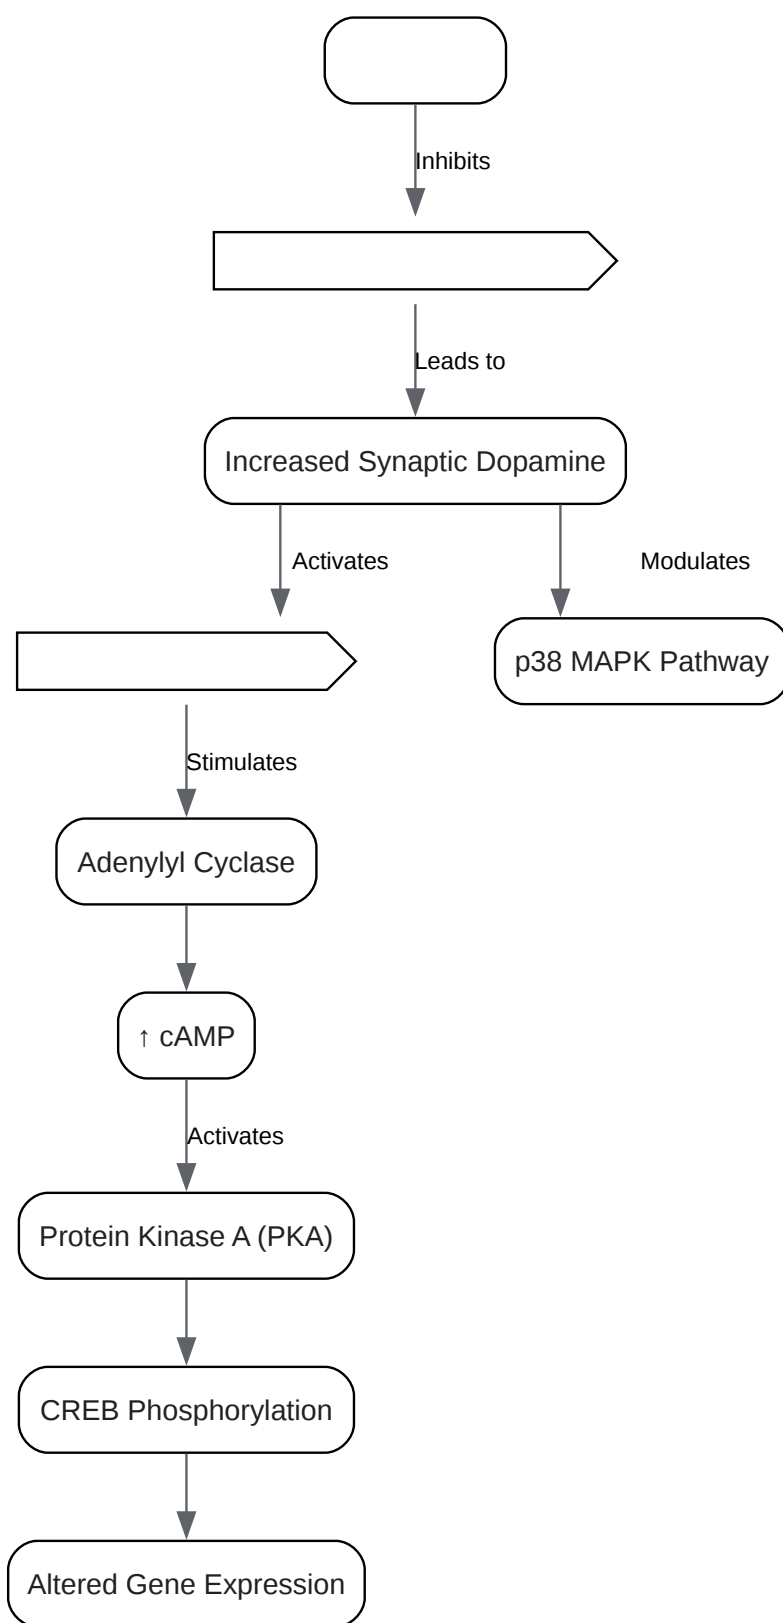 Inhibits
Leads to
Increased Synaptic Dopamine
Activates
Modulates
p38 MAPK Pathway
Stimulates
Adenylyl Cyclase
↑ cAMP
Activates
Protein Kinase A (PKA)
CREB Phosphorylation
Altered Gene Expression